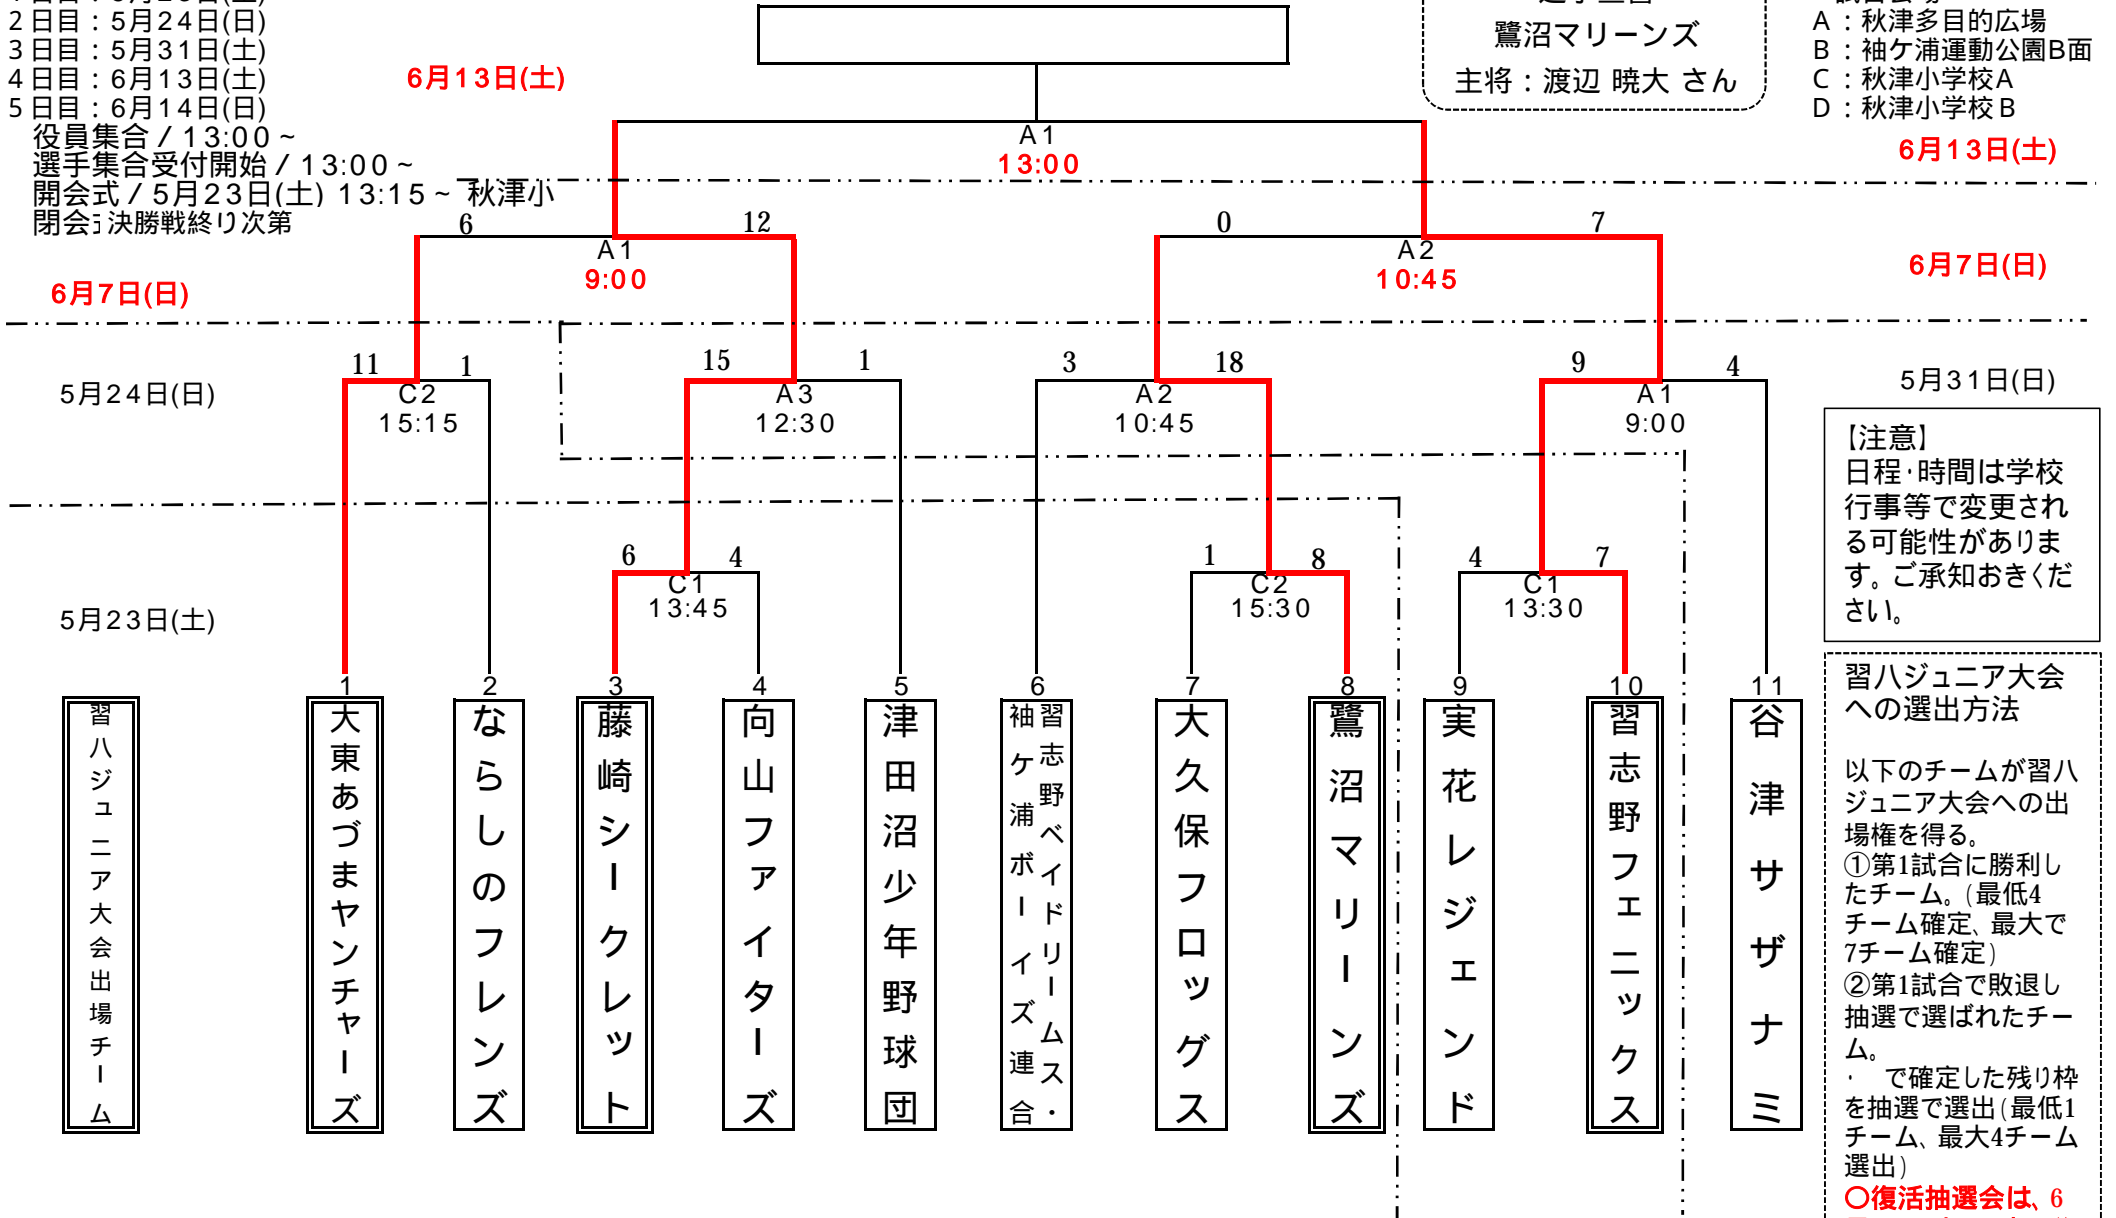 2日目：5月24日(日)
3日目：5月31日(土)
4日目：6月13日(土)
5日目：6月14日(日)
役員集合 / 13:00 ~
選手集合受付開始 / 13:00 ~
開会式 / 5月23日(土) 13:15 ~ 秋津小
閉会 決勝戦終り次第
鷺沼マリーンズ
主将：渡辺 暁大 さん
A：秋津多目的広場
B：袖ケ浦運動公園B面
C：秋津小学校A
D：秋津小学校B
6月13日(土)
A1
13:00
6月13日(土)
6 12
A1
9:00
0 7
A2
10:45
6月7日(日)
6月7日(日)
5月24日(日)
11 1
C2
15:15
15 1
A3
12:30
3 18
A2
10:45
9 4
A1
9:00
5月31日(日)
5月23日(土)
6 4
C1
13:45
1 8
C2
15:30
4 7
C1
13:30
習八ジュニア大会出場チーム
1
大東あづまヤンチャーズ
2
ならしのフレンズ
3
藤崎シークレット
4
向山ファイターズ
5
津田沼少年野球団
6
習志野ベイドリームス・
袖ケ浦ボーイズ連合
7
大久保フロッグス
8
鷺沼マリーンズ
9
実花レジェンド
10
習志野フェニックス
11
谷津サザナミ
【注意】
日程･時間は学校
行事等で変更され
る可能性がありま
す。ご承知おきくだ
さい。
習八ジュニア大会
への選出方法
以下のチームが習八
ジュニア大会への出
場権を得る。
①第1試合に勝利し
たチーム。(最低4
チーム確定、最大で
7チーム確定)
②第1試合で敗退し
抽選で選ばれたチー
ム。
・ で確定した残り枠
を抽選で選出(最低1
チーム、最大4チーム
選出)
〇復活抽選会は、6